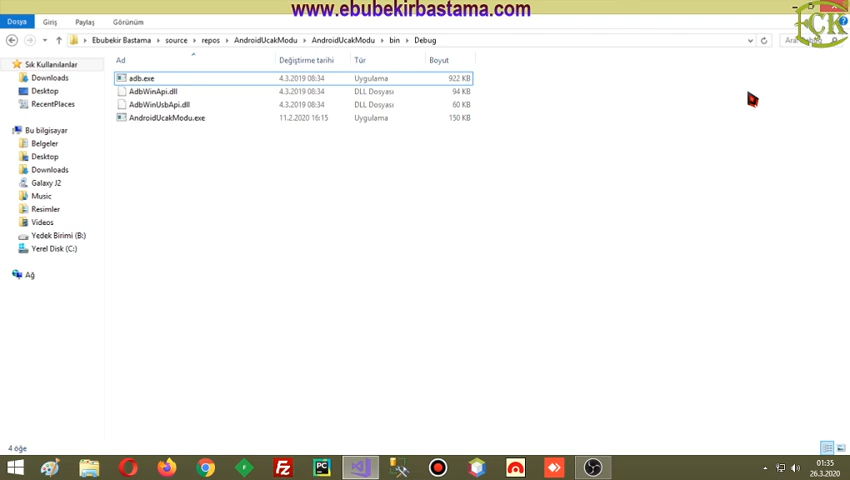 www.ebubekirbastama.com
Dosya Giriş Paylaş Görünüm
Ebubekir Bastama source repos AndroidUcakModu AndroidUcakModu bin Debug
CK
Ad Değiştirme tarihi Tür Boyut
Sık Kullanılanlar
Downloads
Desktop
RecentPlaces
adb.exe 4.3.2019 08:34 Uygulama 922 KB
AdbWinApi.dll 4.3.2019 08:34 DLL Dosyası 94 KB
AdbWinUsbApi.dll 4.3.2019 08:34 DLL Dosyası 60 KB
AndroidUcakModu.exe 11.2.2020 16:15 Uygulama 150 KB
Bu bilgisayar
Belgeler
Desktop
Downloads
Galaxy J2
Music
Resimler
Videos
Yedek Birimi (B:)
Yerel Disk (C:)
Ağ
4 öğe
FZ
PC
01:35
26.3.2020